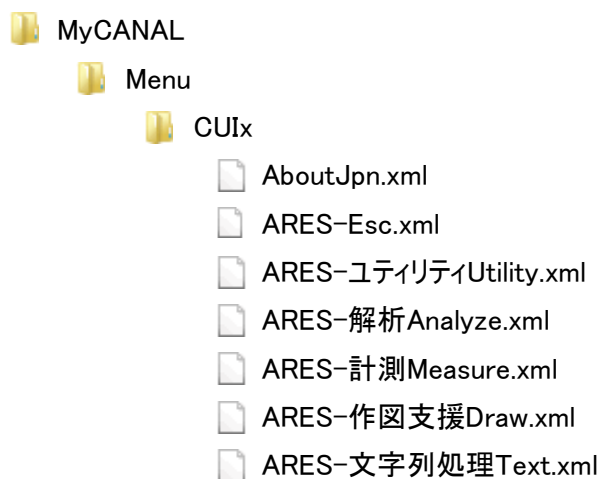 MyCANAL
Menu
CUIx
AboutJpn.xml
ARES-Esc.xml
ARES-ユティリティUtility.xml
ARES-解析Analyze.xml
ARES-計測Measure.xml
ARES-作図支援Draw.xml
ARES-文字列処理Text.xml